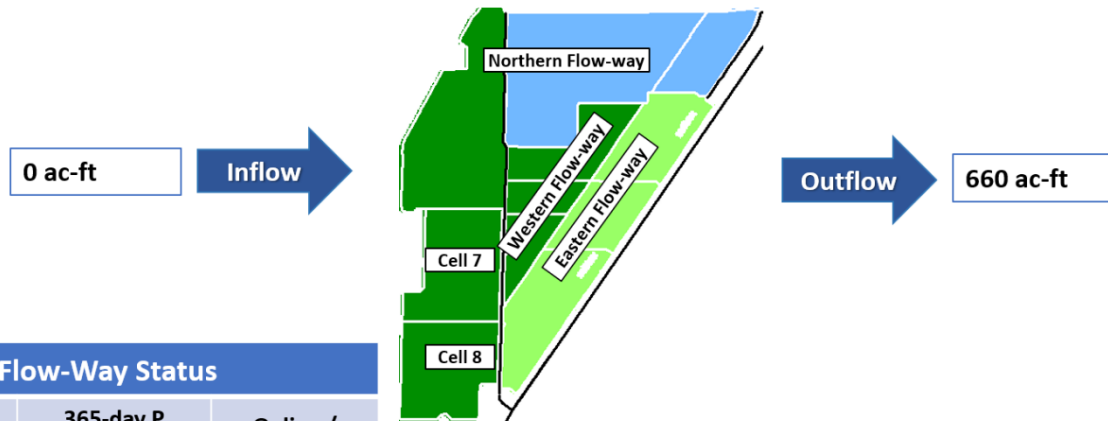 Northern Flow-way
0 ac-ft
Inflow
Western Flow-way
Eastern Flow-way
Outflow
660 ac-ft
Cell 7
Cell 8
Flow-Way Status
365-day P